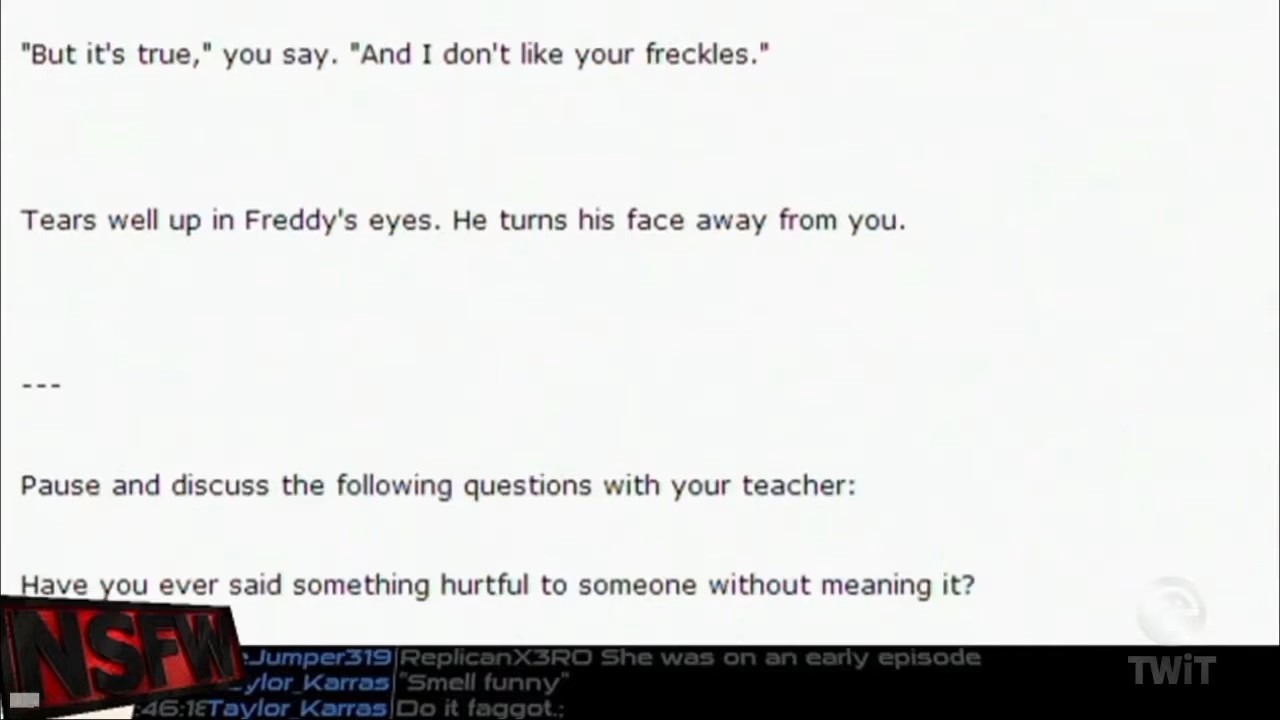 "But it's true," you say. "And I don't like your freckles."
Tears well up in Freddy's eyes. He turns his face away from you.
---
Pause and discuss the following questions with your teacher:
Have you ever said something hurtful to someone without meaning it?
NSFW
eJumper319 ReplicanX3RO She was on an early episode
ylor_Karras "Smell funny"
:46:18 Taylor_Karras Do it faggot.;
TWiT